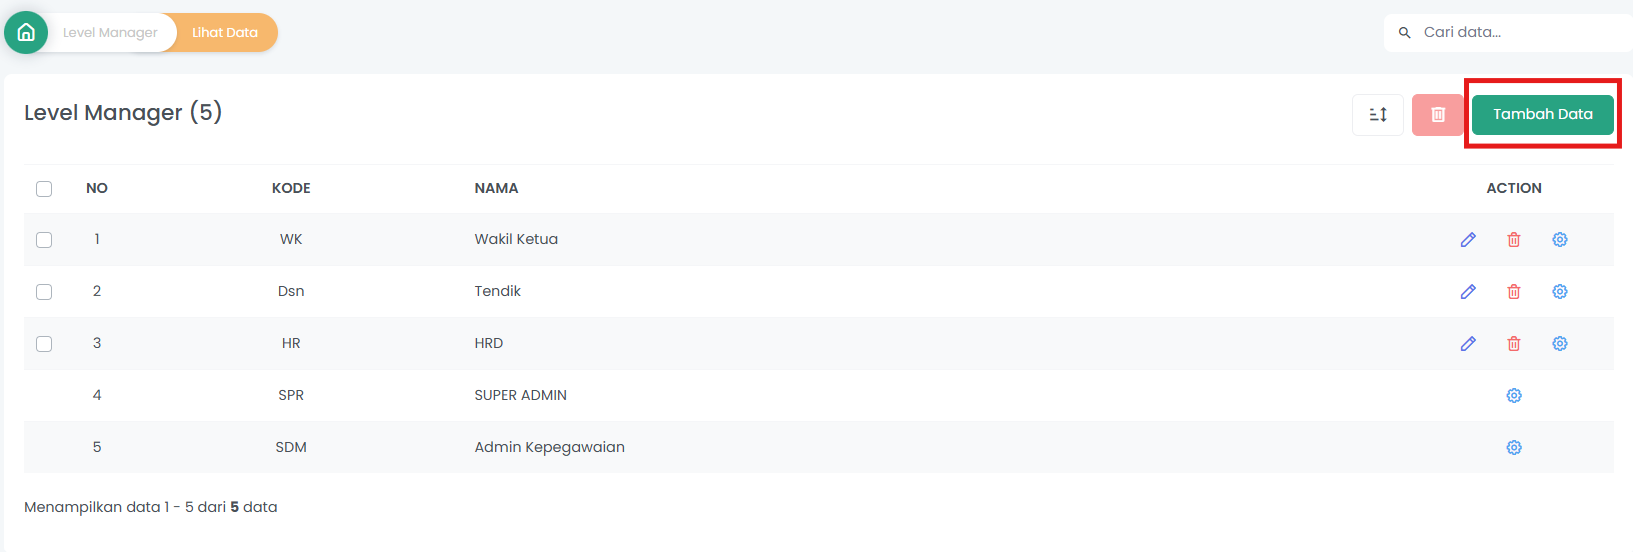 Level Manager Lihat Data Cari data...
Level Manager (5) Tambah Data
NO KODE NAMA ACTION
1 WK Wakil Ketua
2 Dsn Tendik
3 HR HRD
4 SPR SUPER ADMIN
5 SDM Admin Kepegawaian
Menampilkan data 1 - 5 dari 5 data